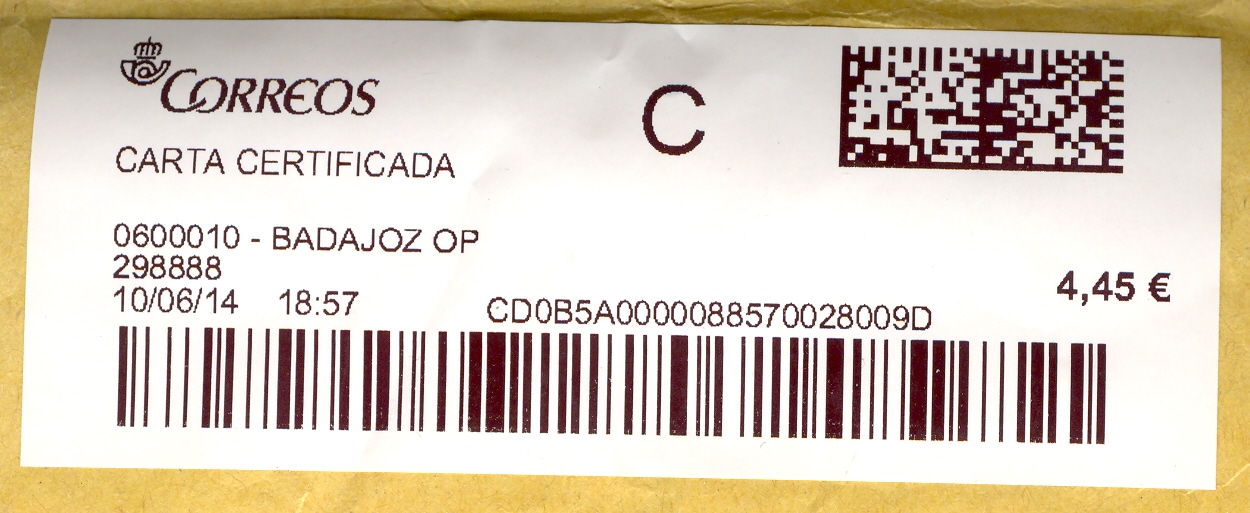 CORREOS
C
CARTA CERTIFICADA
0600010 - BADAJOZ OP
298888
10/06/14 18:57
CD0B5A0000088570028009D
4,45 €